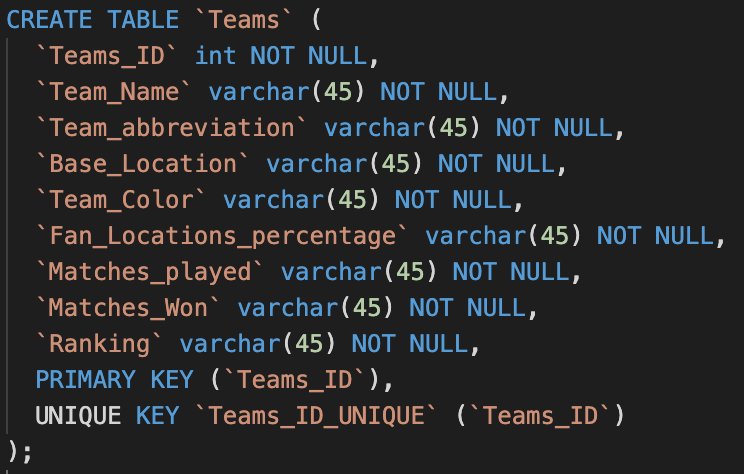 CREATE TABLE `Teams` (
`Teams_ID` int NOT NULL,
`Team_Name` varchar(45) NOT NULL,
`Team_abbreviation` varchar(45) NOT NULL,
`Base_Location` varchar(45) NOT NULL,
`Team_Color` varchar(45) NOT NULL,
`Fan_Locations_percentage` varchar(45) NOT NULL,
`Matches_played` varchar(45) NOT NULL,
`Matches_Won` varchar(45) NOT NULL,
`Ranking` varchar(45) NOT NULL,
PRIMARY KEY (`Teams_ID`),
UNIQUE KEY `Teams_ID_UNIQUE` (`Teams_ID`)
);